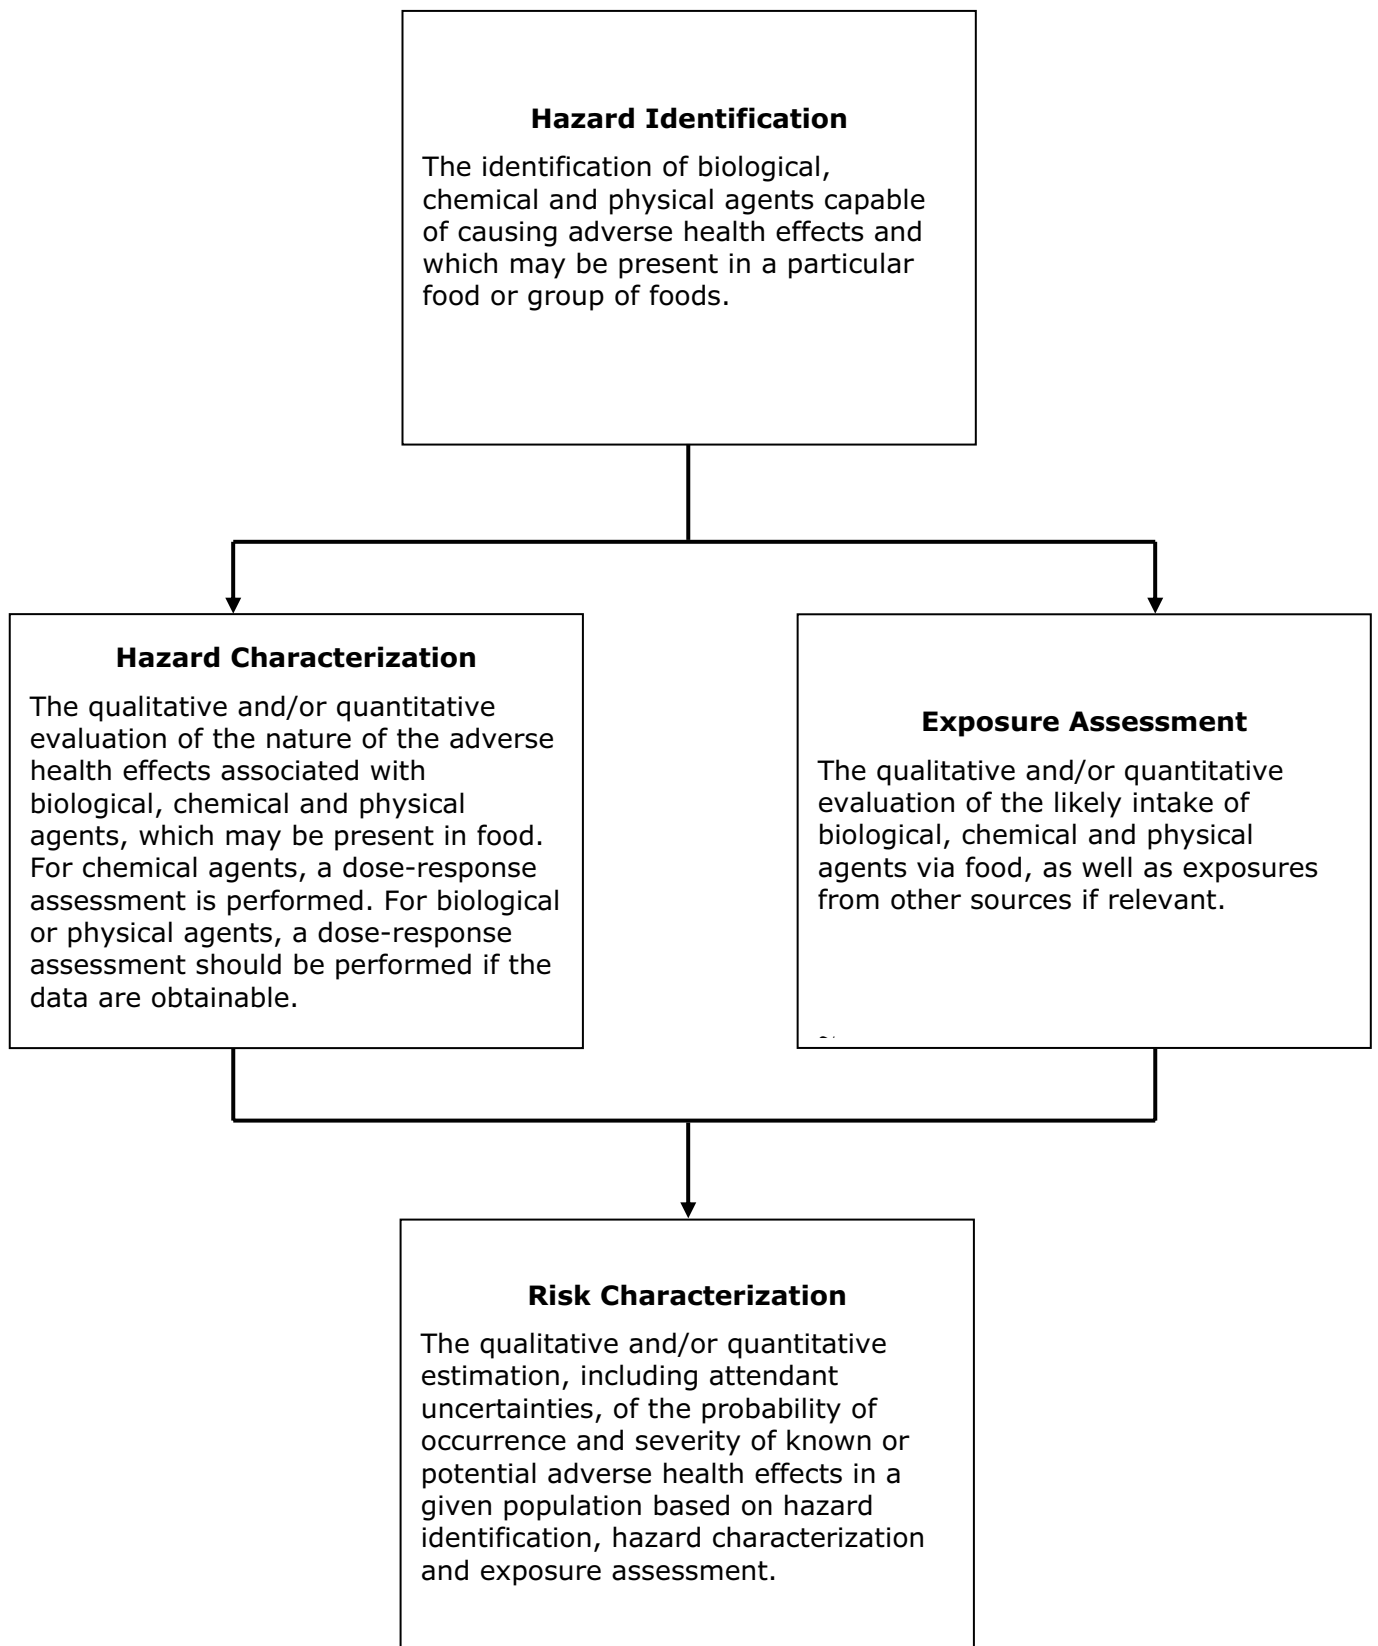 Hazard Identification
The identification of biological,
chemical and physical agents capable
of causing adverse health effects and
which may be present in a particular
food or group of foods.
Hazard Characterization
The qualitative and/or quantitative
evaluation of the nature of the adverse
health effects associated with
biological, chemical and physical
agents, which may be present in food.
For chemical agents, a dose-response
assessment is performed. For biological
or physical agents, a dose-response
assessment should be performed if the
data are obtainable.
Exposure Assessment
The qualitative and/or quantitative
evaluation of the likely intake of
biological, chemical and physical
agents via food, as well as exposures
from other sources if relevant.
Risk Characterization
The qualitative and/or quantitative
estimation, including attendant
uncertainties, of the probability of
occurrence and severity of known or
potential adverse health effects in a
given population based on hazard
identification, hazard characterization
and exposure assessment.